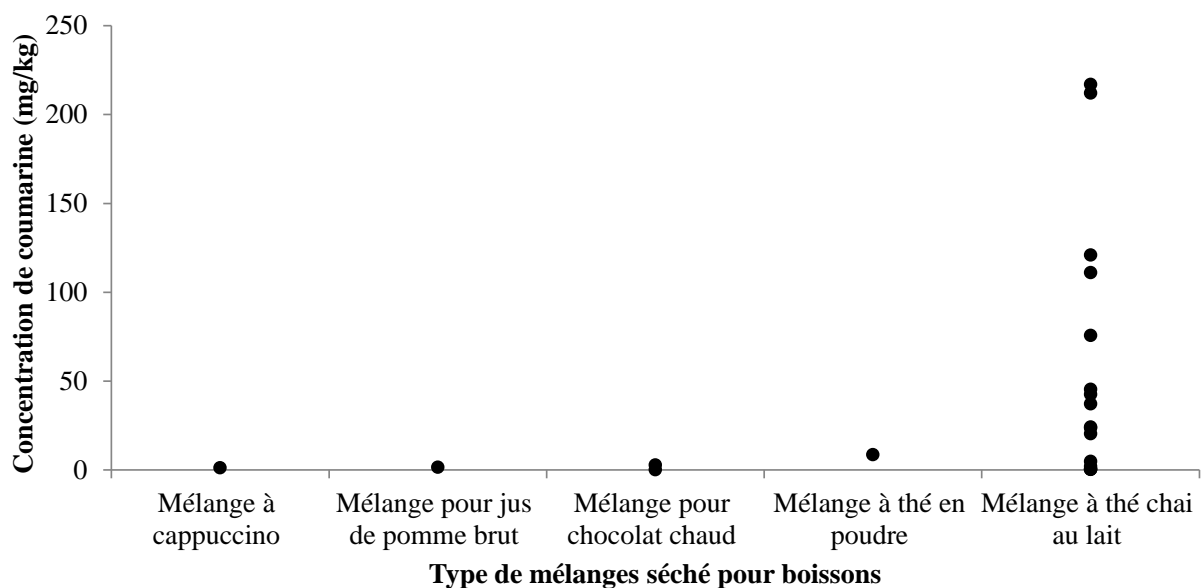 Concentration de coumarine (mg/kg)
250
200
150
100
50
0
Mélange à
cappuccino
Mélange pour jus
de pomme brut
Mélange pour
chocolat chaud
Mélange à thé en
poudre
Mélange à thé chai
au lait
Type de mélanges séché pour boissons